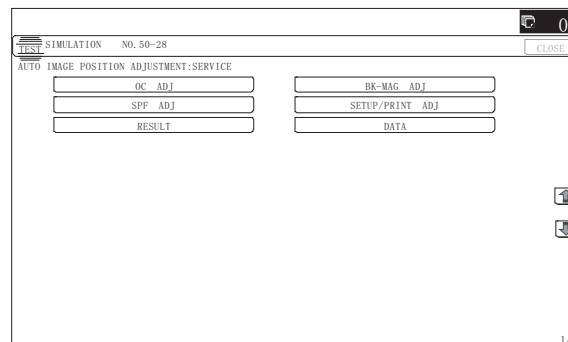 0
TEST SIMULATION NO. 50-28
CLOSE
AUTO IMAGE POSITION ADJUSTMENT:SERVICE
OC ADJ BK-MAG ADJ
SPF ADJ SETUP/PRINT ADJ
RESULT DATA